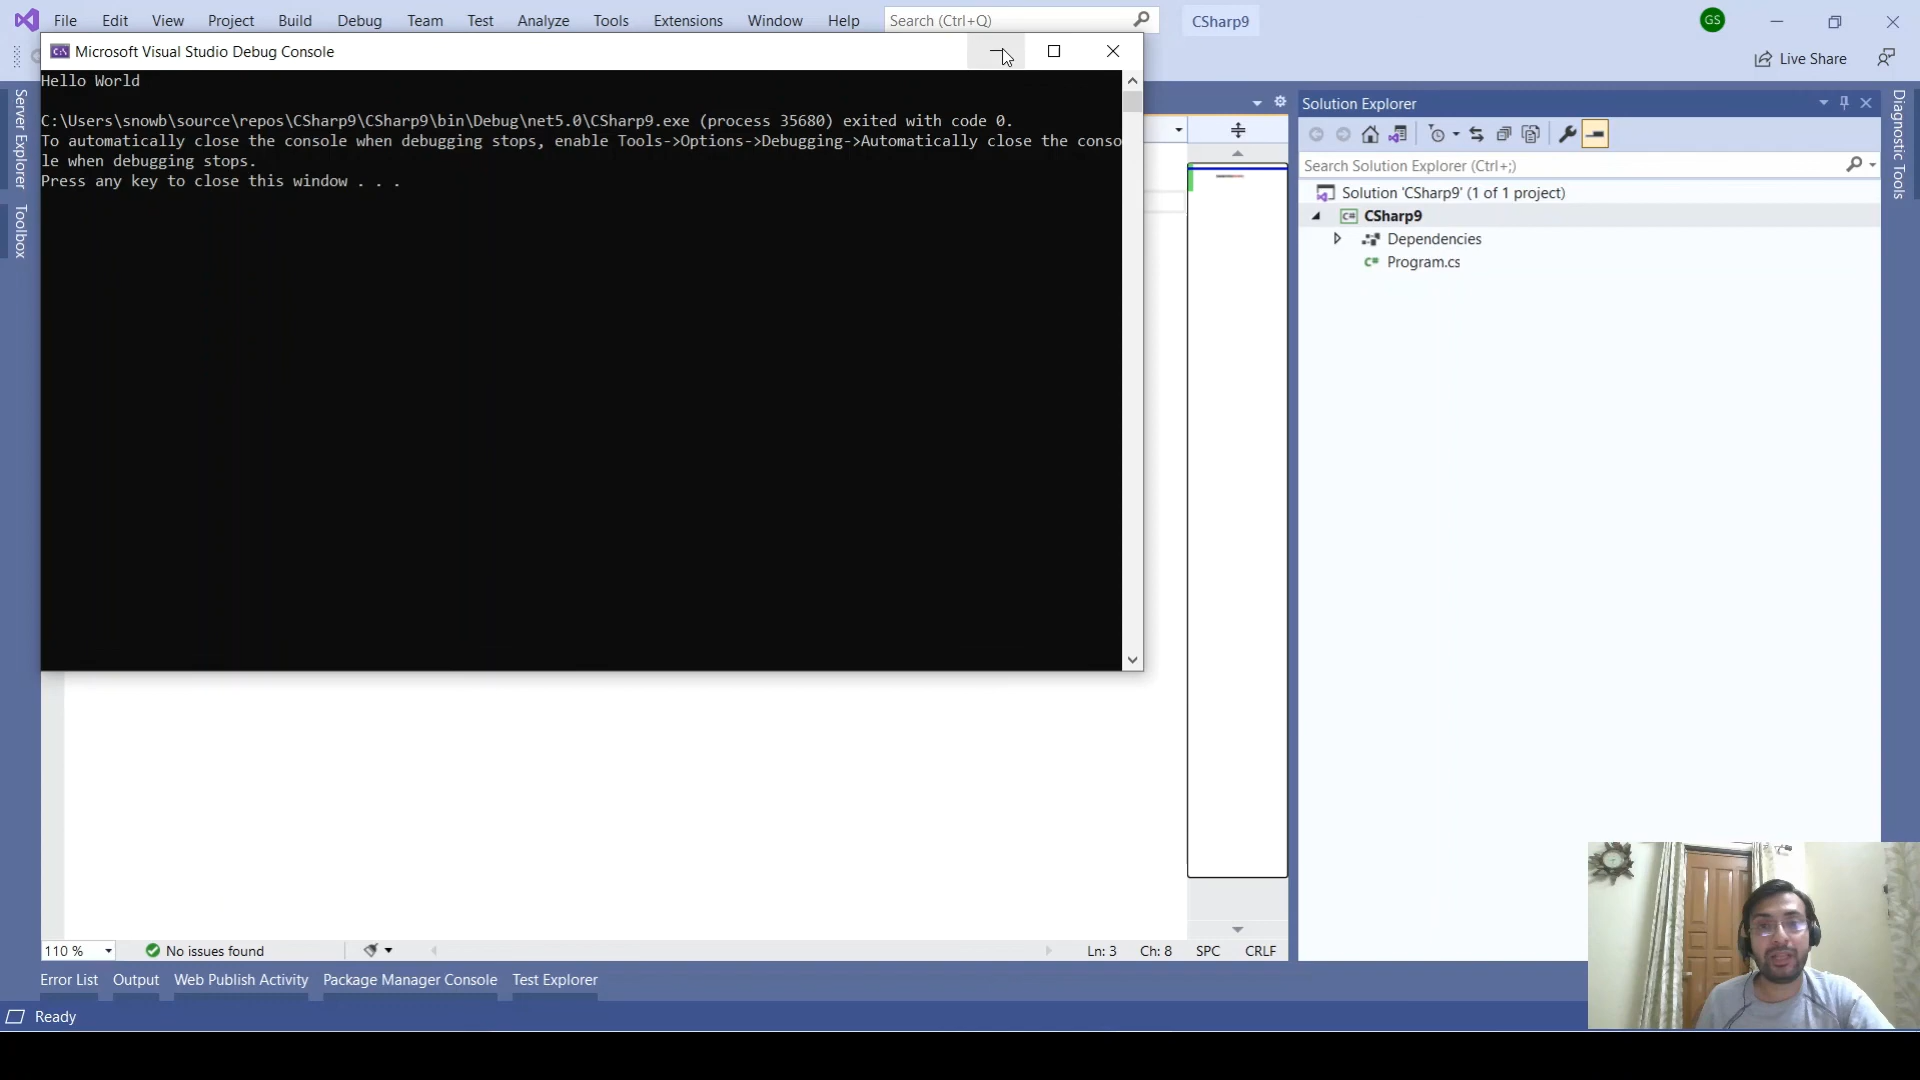 File Edit View Project Build Debug Team Test Analyze Tools Extensions Window Help Search (Ctrl+Q) CSharp9 GS
Microsoft Visual Studio Debug Console
Live Share
Hello World
C:\Users\snowb\source\repos\CSharp9\CSharp9\bin\Debug\net5.0\CSharp9.exe (process 35680) exited with code 0.
To automatically close the console when debugging stops, enable Tools->Options->Debugging->Automatically close the conso
le when debugging stops.
Press any key to close this window . . .
Server Explorer
Toolbox
Solution Explorer
Search Solution Explorer (Ctrl+;)
Solution 'CSharp9' (1 of 1 project)
C# CSharp9
Dependencies
C# Program.cs
Diagnostic Tools
110 % No issues found Ln: 3 Ch: 8 SPC CRLF
Error List Output Web Publish Activity Package Manager Console Test Explorer
Ready